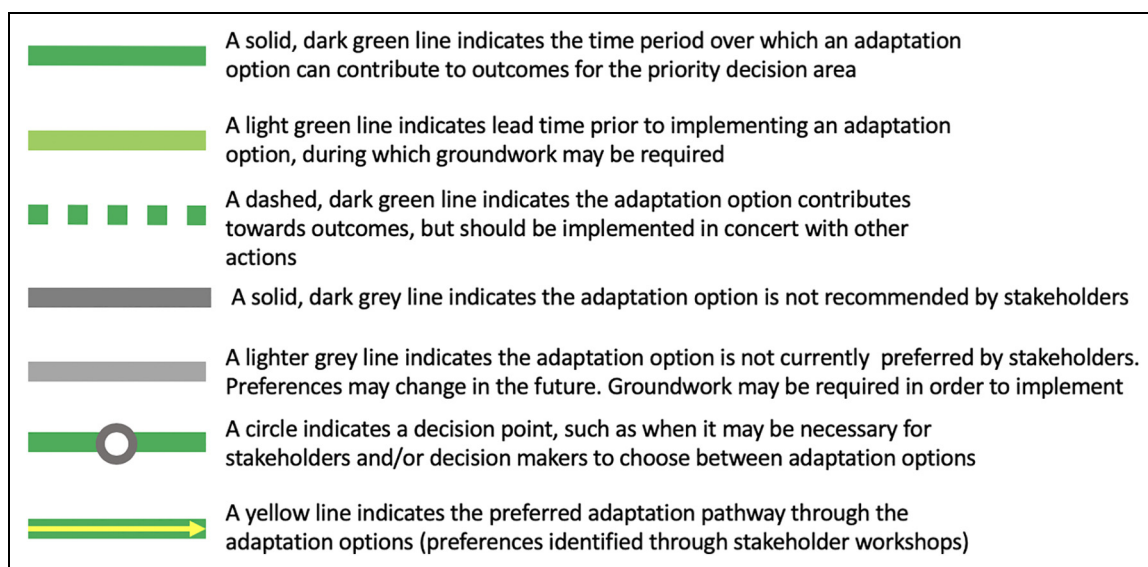 A solid, dark green line indicates the time period over which an adaptation
option can contribute to outcomes for the priority decision area
A light green line indicates lead time prior to implementing an adaptation
option, during which groundwork may be required
A dashed, dark green line indicates the adaptation option contributes
towards outcomes, but should be implemented in concert with other
actions
A solid, dark grey line indicates the adaptation option is not recommended by stakeholders
A lighter grey line indicates the adaptation option is not currently preferred by stakeholders.
Preferences may change in the future. Groundwork may be required in order to implement
A circle indicates a decision point, such as when it may be necessary for
stakeholders and/or decision makers to choose between adaptation options
A yellow line indicates the preferred adaptation pathway through the
adaptation options (preferences identified through stakeholder workshops)